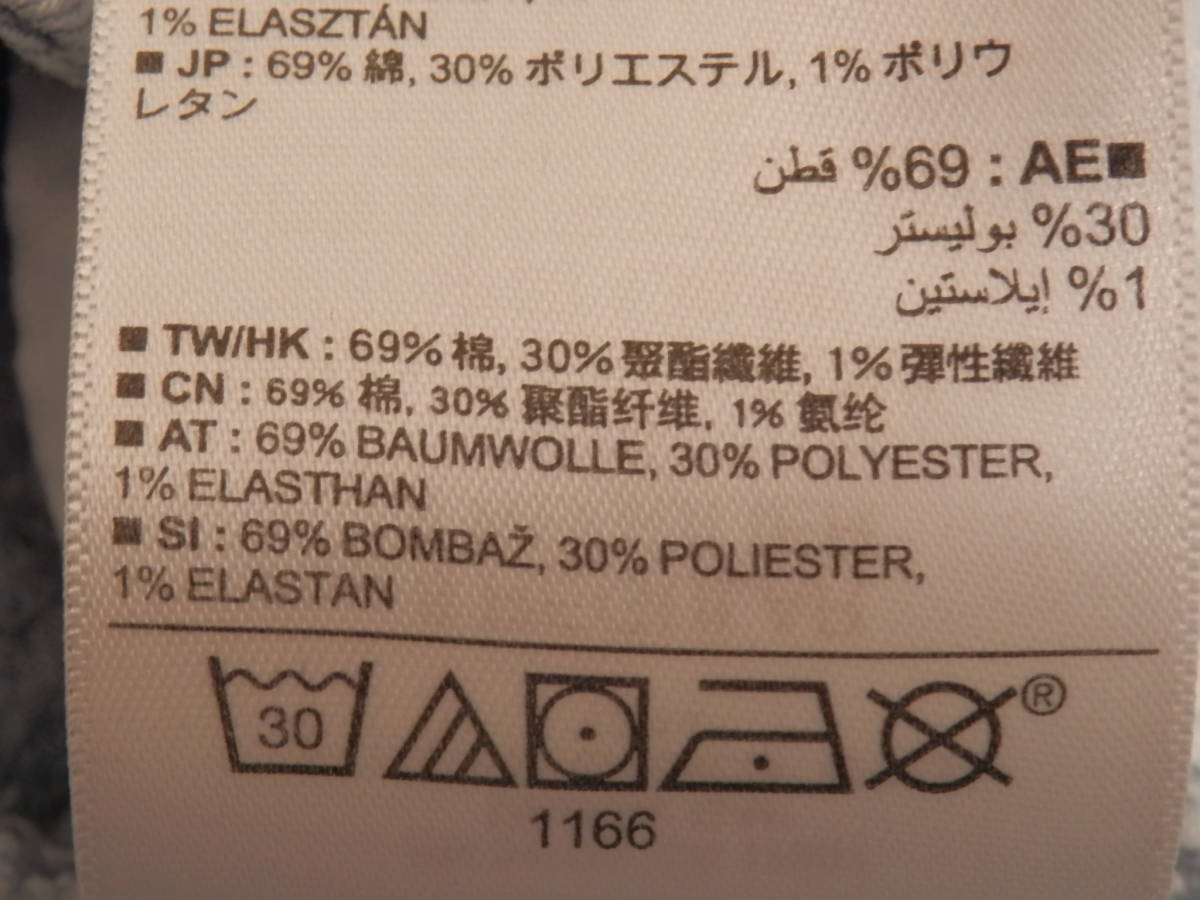 1% ELASZTÁN
■ JP : 69% 綿, 30% ポリエステル, 1% ポリウ
レタン
■AE : 69% قطن
30% بوليستر
1% إيلاستين
■ TW/HK : 69% 棉, 30% 聚酯纖維, 1% 彈性纖維
■ CN : 69% 棉, 30% 聚酯纤维, 1% 氨纶
■ AT : 69% BAUMWOLLE, 30% POLYESTER,
1% ELASTHAN
■ SI : 69% BOMBAŽ, 30% POLIESTER,
1% ELASTAN
30
®
1166